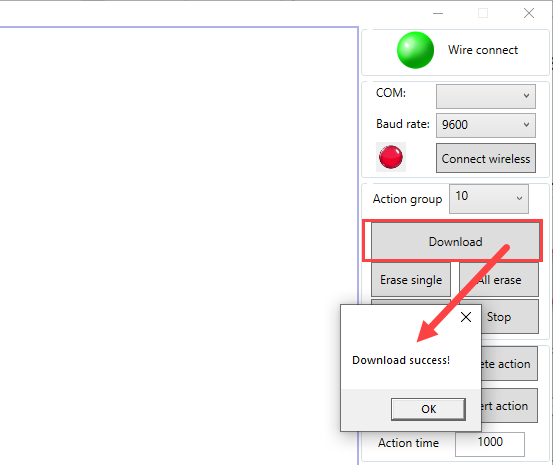 Wire connect
COM:
Baud rate: 9600
Connect wireless
Action group 10
Download
Erase single All erase
Stop
Download success!
ete action
OK
ert action
Action time 1000